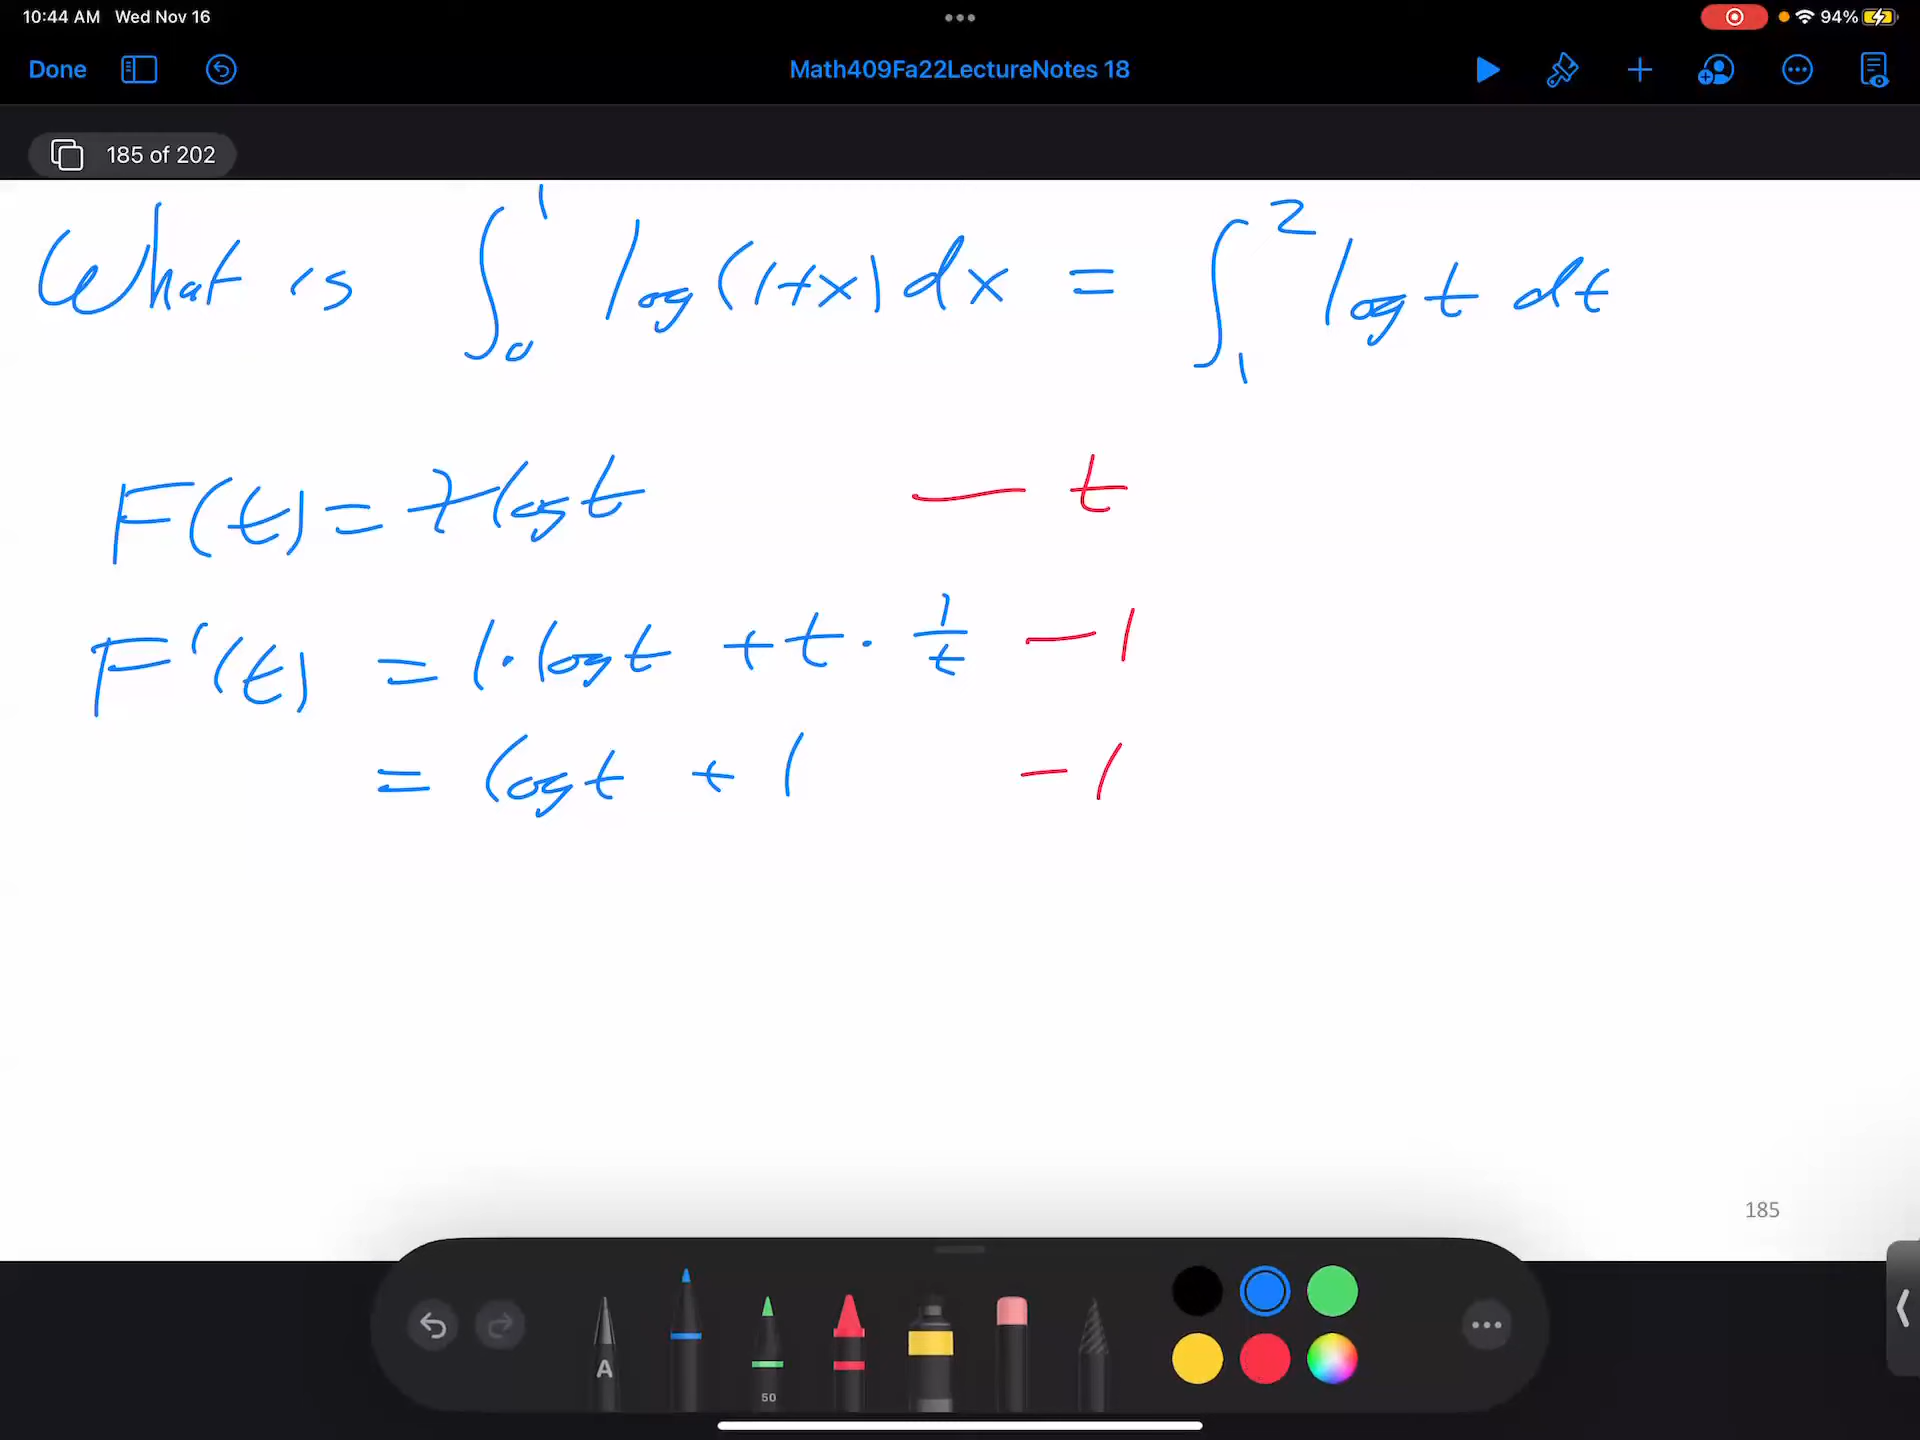 10:44 AM Wed Nov 16 94%
Done Math409Fa22LectureNotes 18
185 of 202
What is ∫₀¹ log(1+x)dx = ∫₁² log t dt
F(t) = t log t — t
F'(t) = 1·log t + t · 1/t — 1
= log t + 1 - 1
185
A
50